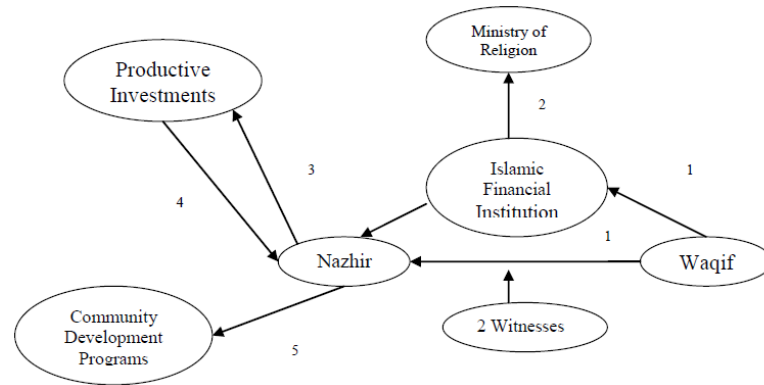 Ministry of
Religion
Productive
Investments
2
Islamic
Financial
Institution
1
3
4
1
Nazhir
Waqif
Community
Development
Programs
2 Witnesses
5